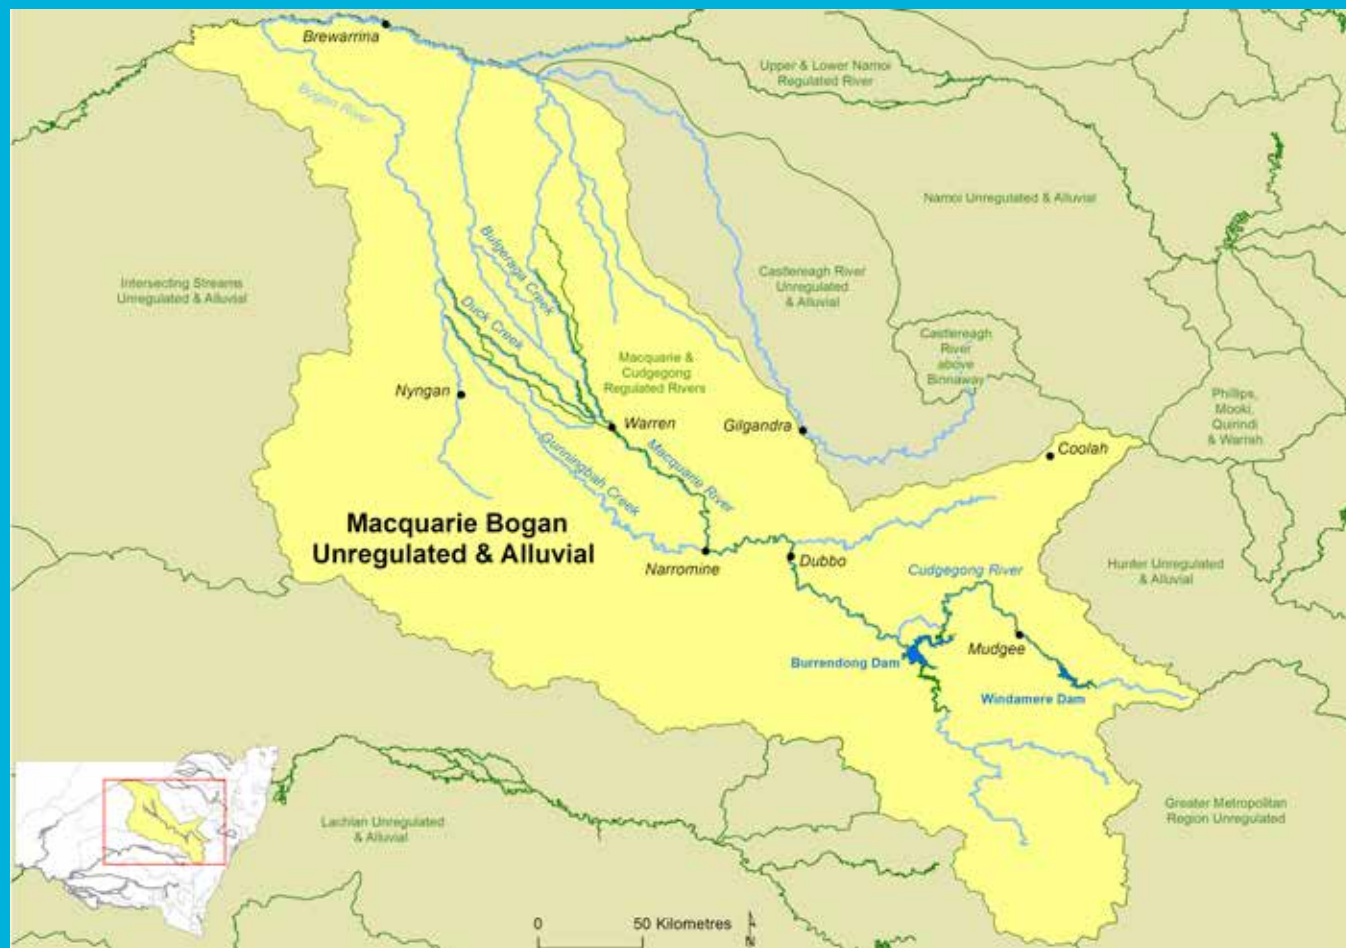 Brewarrina
Upper & Lower Namoi
Regulated River
Bogan River
Namoi Unregulated & Alluvial
Intersecting Streams
Unregulated & Alluvial
Castlereagh River
Unregulated
& Alluvial
Bulgeraga Creek
Duck Creek
Castlereagh
River
above
Binnaway
Macquarie &
Cudgegong
Regulated Rivers
Nyngan
Phillips,
Mooki,
Quirindi
& Warrah
Warren
Gilgandra
Coolah
Gunningbah Creek
Macquarie River
Macquarie Bogan
Unregulated & Alluvial
Narromine
Dubbo
Cudgegong River
Hunter Unregulated
& Alluvial
Mudgee
Burrendong Dam
Windamere Dam
Lachlan Unregulated
& Alluvial
Greater Metropolitan
Region Unregulated
0 50 Kilometres
N